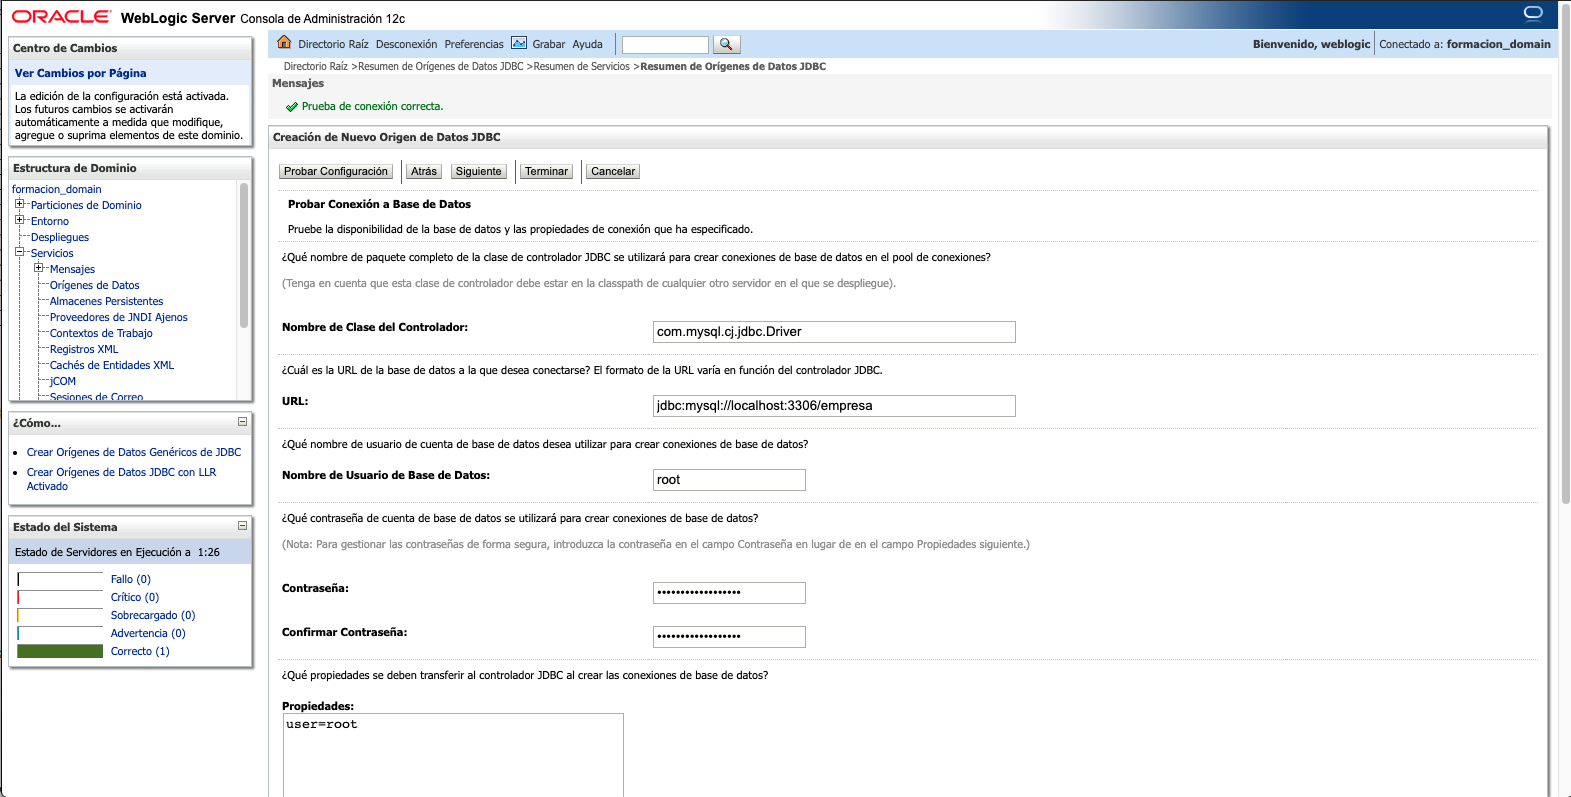 ORACLE WebLogic Server Consola de Administración 12c
Centro de Cambios
Ver Cambios por Página
La edición de la configuración está activada.
Los futuros cambios se activarán
automáticamente a medida que modifique,
agregue o suprima elementos de este dominio.
Estructura de Dominio
formacion_domain
Particiones de Dominio
Entorno
Despliegues
Servicios
Mensajes
Orígenes de Datos
Almacenes Persistentes
Proveedores de JNDI Ajenos
Contextos de Trabajo
Registros XML
Cachés de Entidades XML
jCOM
Sesiones de Correo
¿Cómo...
Crear Orígenes de Datos Genéricos de JDBC
Crear Orígenes de Datos JDBC con LLR
Activado
Estado del Sistema
Estado de Servidores en Ejecución a 1:26
Fallo (0)
Crítico (0)
Sobrecargado (0)
Advertencia (0)
Correcto (1)
Directorio Raíz Desconexión Preferencias Grabar Ayuda
Bienvenido, weblogic Conectado a: formacion_domain
Directorio Raíz >Resumen de Orígenes de Datos JDBC >Resumen de Servicios >Resumen de Orígenes de Datos JDBC
Mensajes
Prueba de conexión correcta.
Creación de Nuevo Origen de Datos JDBC
Probar Configuración Atrás Siguiente Terminar Cancelar
Probar Conexión a Base de Datos
Pruebe la disponibilidad de la base de datos y las propiedades de conexión que ha especificado.
¿Qué nombre de paquete completo de la clase de controlador JDBC se utilizará para crear conexiones de base de datos en el pool de conexiones?
(Tenga en cuenta que esta clase de controlador debe estar en la classpath de cualquier otro servidor en el que se despliegue).
Nombre de Clase del Controlador: com.mysql.cj.jdbc.Driver
¿Cuál es la URL de la base de datos a la que desea conectarse? El formato de la URL varía en función del controlador JDBC.
URL: jdbc:mysql://localhost:3306/empresa
¿Qué nombre de usuario de cuenta de base de datos desea utilizar para crear conexiones de base de datos?
Nombre de Usuario de Base de Datos: root
¿Qué contraseña de cuenta de base de datos se utilizará para crear conexiones de base de datos?
(Nota: Para gestionar las contraseñas de forma segura, introduzca la contraseña en el campo Contraseña en lugar de en el campo Propiedades siguiente.)
Contraseña: ••••••••••••••••••
Confirmar Contraseña: ••••••••••••••••••
¿Qué propiedades se deben transferir al controlador JDBC al crear las conexiones de base de datos?
Propiedades:
user=root